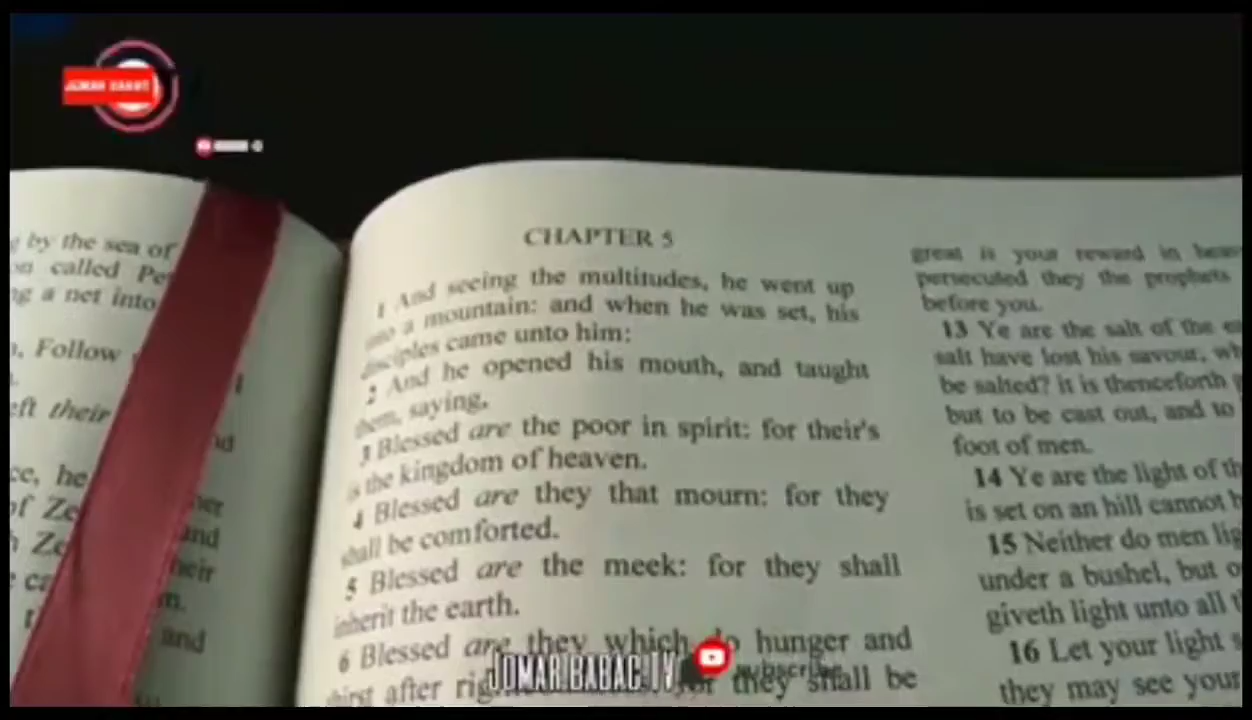 by the sea of
called
a net into
Follow
their
he
and
CHAPTER 5
1 And seeing the multitudes, he went up
a mountain: and when he was set, his
disciples came unto him:
2 And he opened his mouth, and taught
them, saying,
3 Blessed are the poor in spirit: for their's
is the kingdom of heaven.
4 Blessed are they that mourn: for they
shall be comforted.
5 Blessed are the meek: for they shall
inherit the earth.
6 Blessed are they which do hunger and
after they shall be
great is your reward in
persecuted they the prophets
before you.
13 Ye are the salt of the
salt have lost his savour,
be salted? it is thenceforth
but to be cast out, and to
foot of men.
14 Ye are the light of
is set on an hill cannot
15 Neither do men
under a bushel, but
giveth light unto all
16 Let your light
they may see your
JOMAR BABAG TV
subscribe